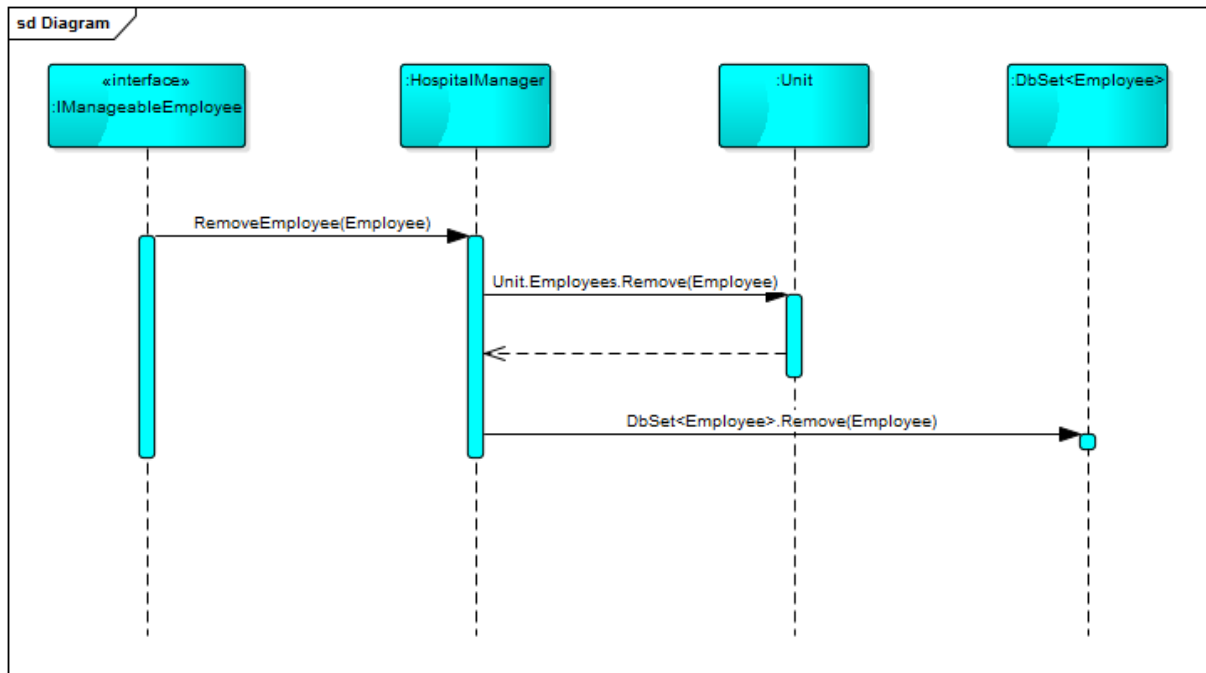 sd Diagram
«interface»
:IManageableEmployee
:HospitalManager
:Unit
:DbSet<Employee>
RemoveEmployee(Employee)
Unit.Employees.Remove(Employee)
DbSet<Employee>.Remove(Employee)